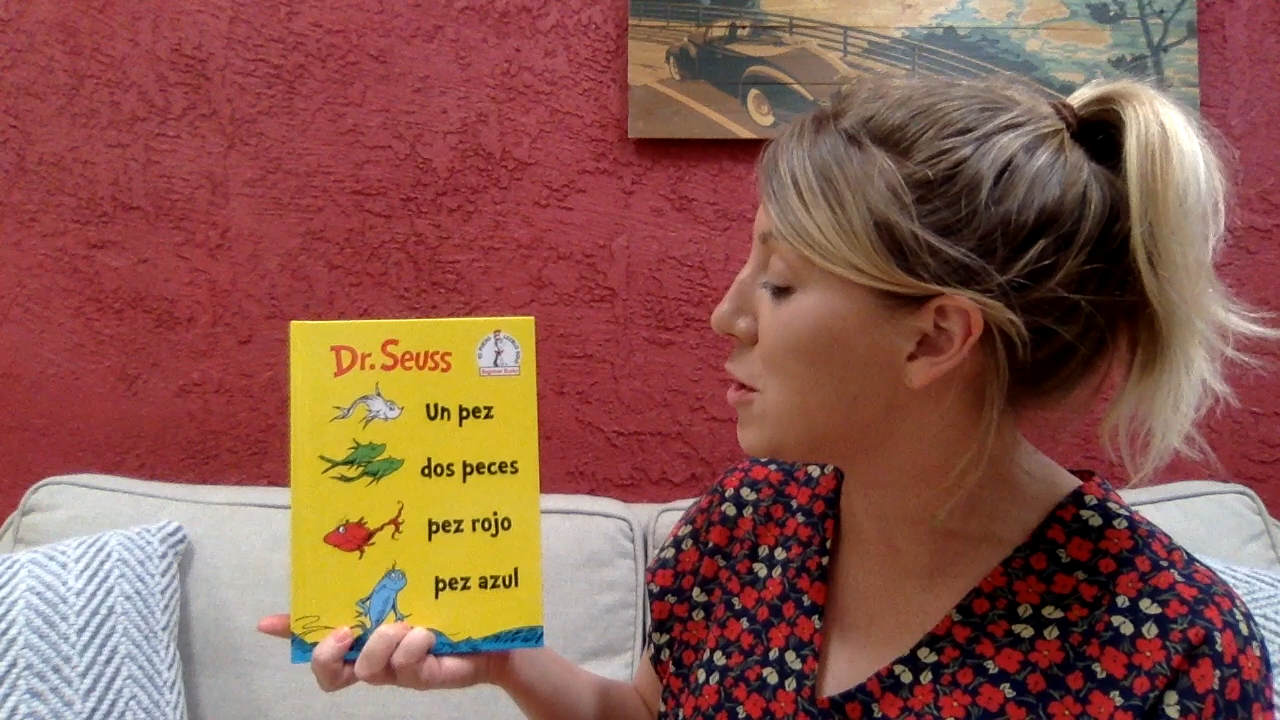 Dr. Seuss
Un pez
dos peces
pez rojo
pez azul